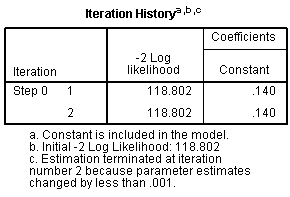 Iteration History a,b,c
Coefficients
Iteration -2 Log likelihood Constant
Step 0 1 118.802 .140
2 118.802 .140
a. Constant is included in the model.
b. Initial -2 Log Likelihood: 118.802
c. Estimation terminated at iteration
number 2 because parameter estimates
changed by less than .001.